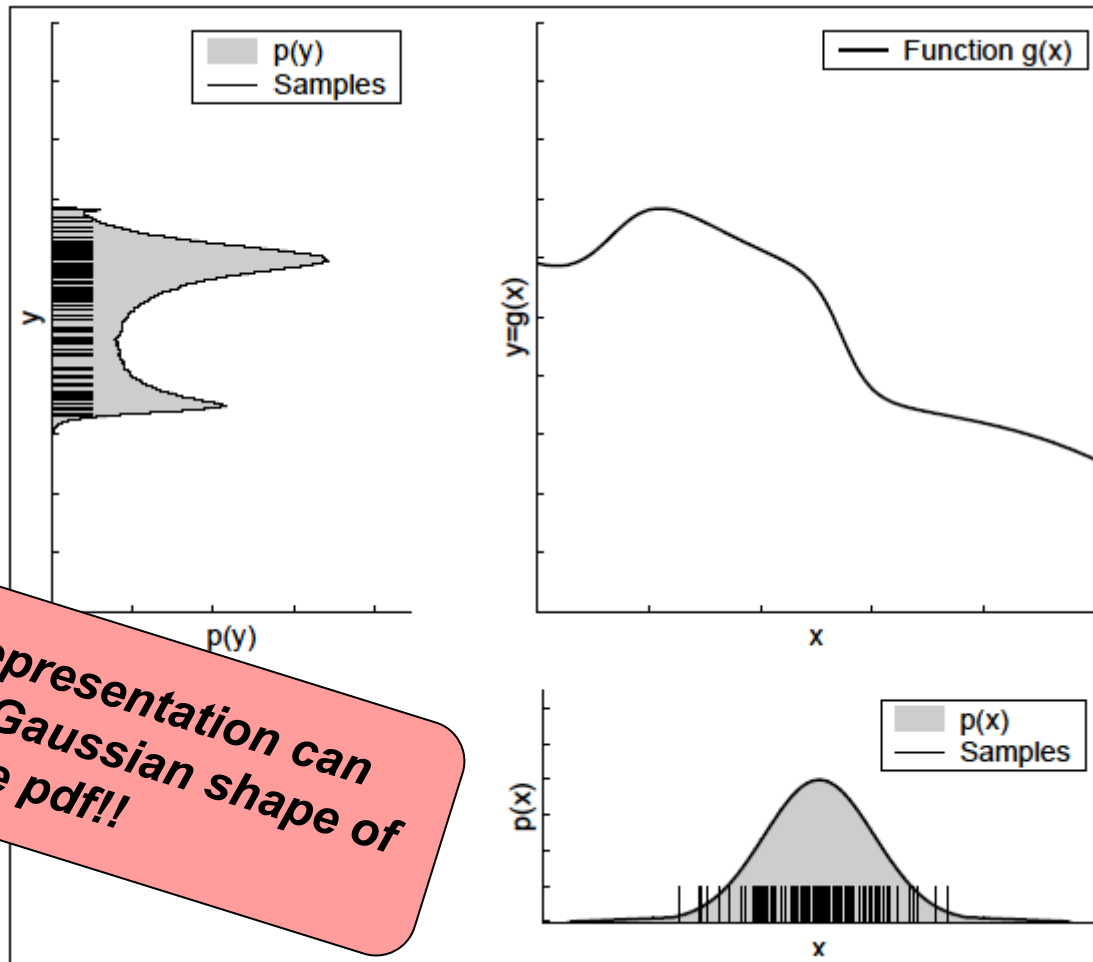 p(y)
Samples
Function g(x)
y
y=g(x)
p(y)
x
presentation can
Gaussian shape of
pdf!!
p(x)
Samples
p(x)
x